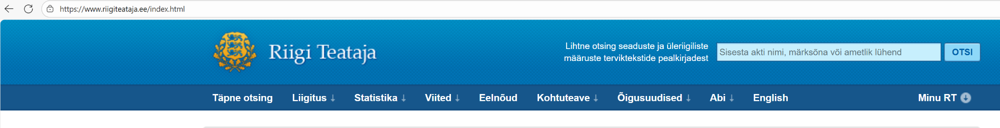 https://www.riigiteataja.ee/index.html
Riigi Teataja
Lihtne otsing seaduste ja üleriigiliste
määruste terviktekstide pealkirjadest
Sisesta akti nimi, märksõna või ametlik lühend
OTSI
Täpne otsing Liigitus ↓ Statistika ↓ Viited ↓ Eelnõud Kohtuteave ↓ Õigusuudised ↓ Abi ↓ English Minu RT